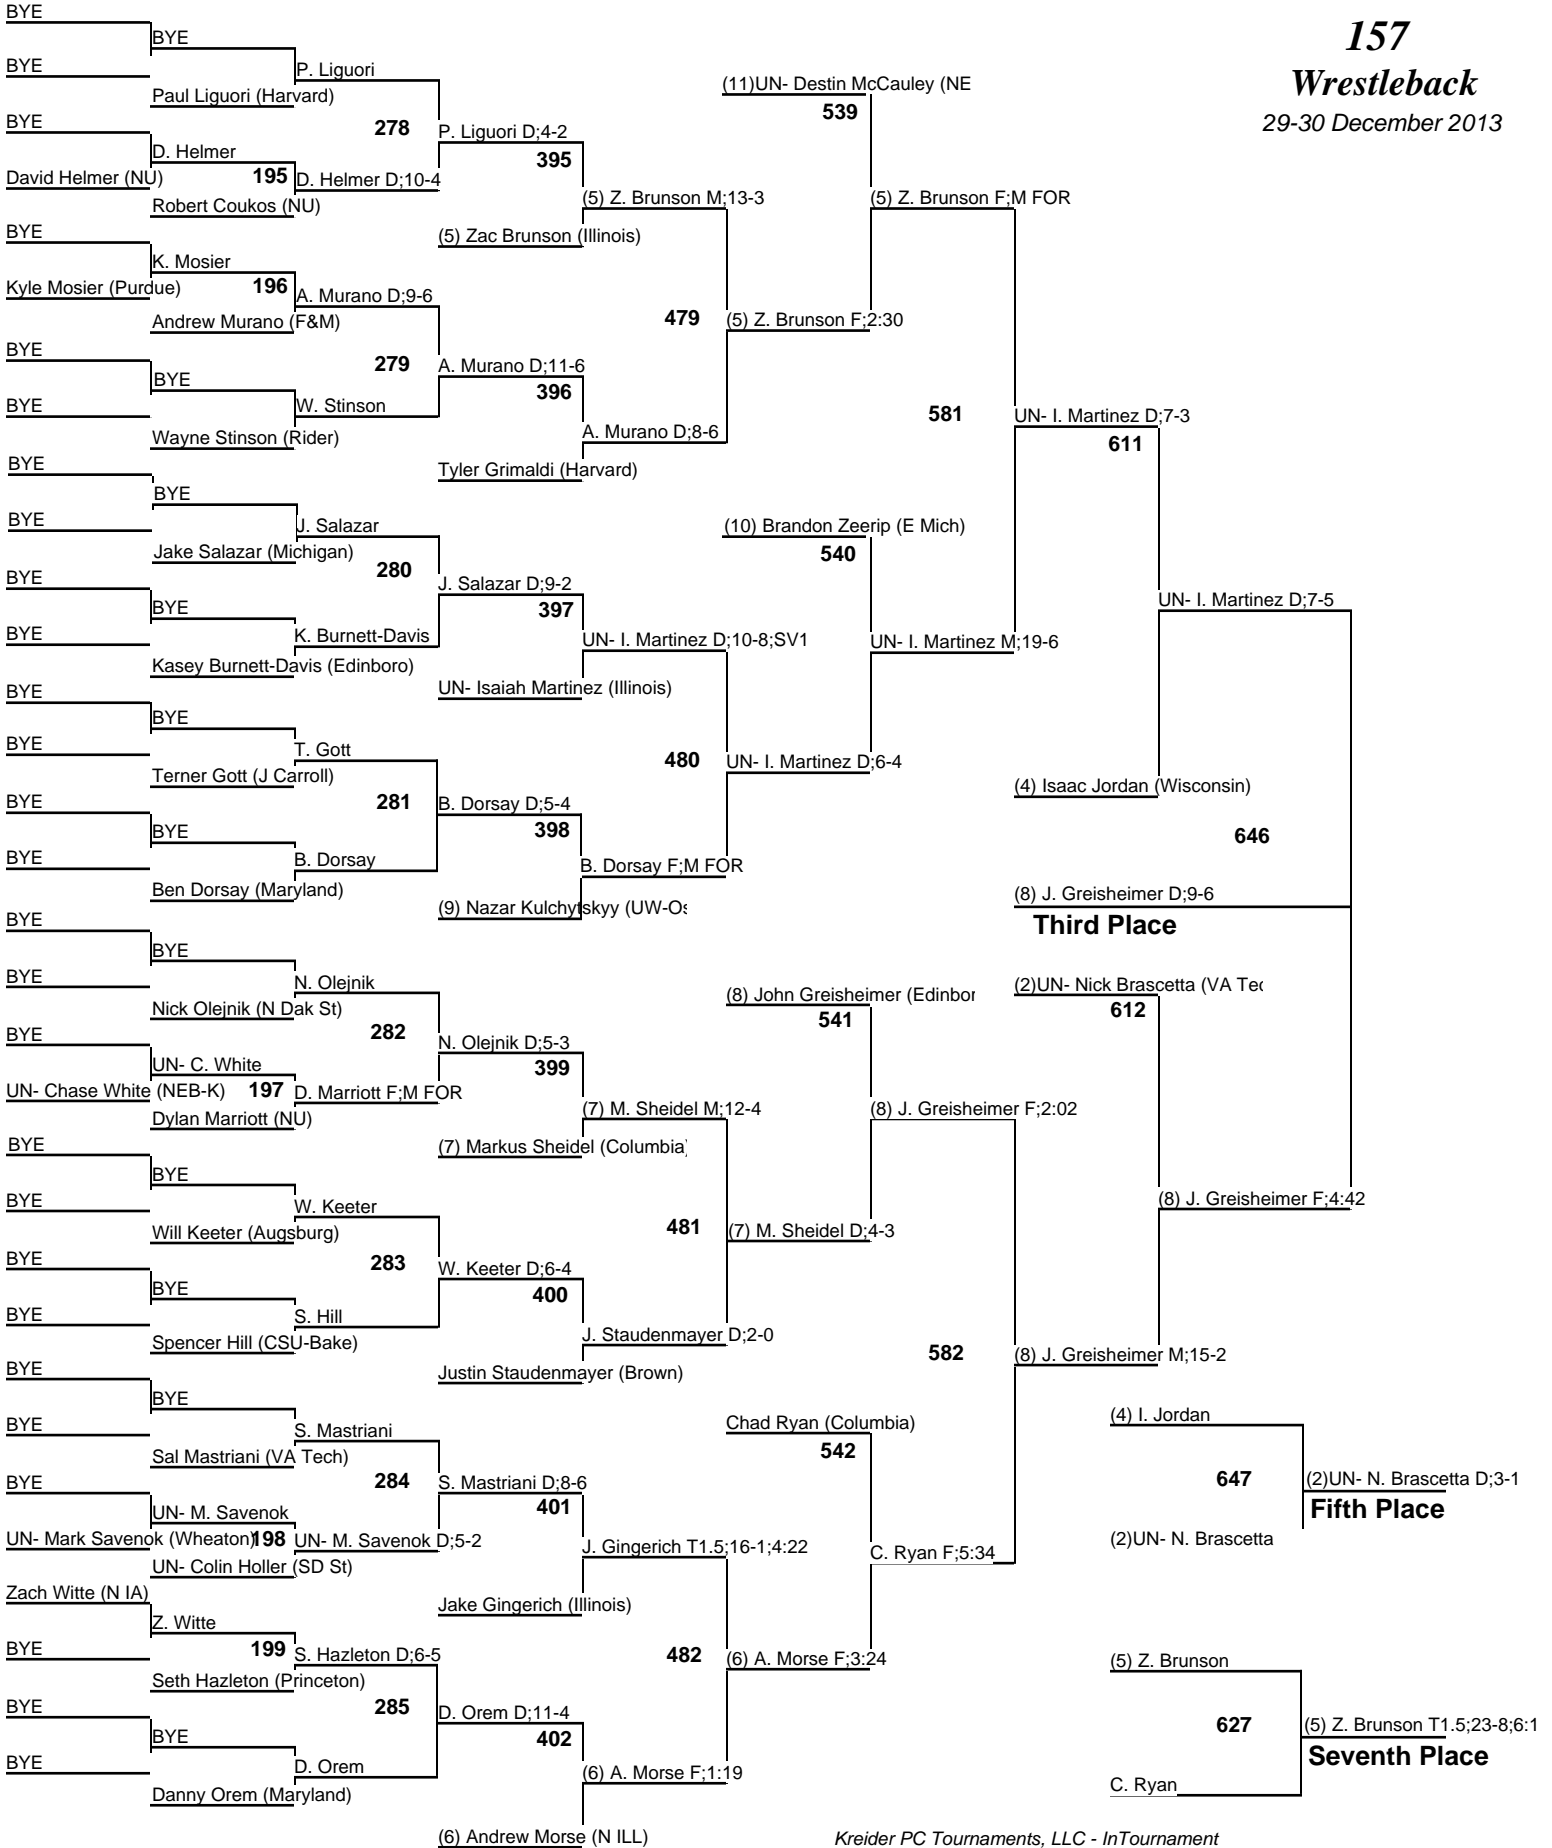 157
Wrestleback
29-30 December 2013
BYE
BYE
BYE
P. Liguori
Paul Liguori (Harvard)
278
BYE
D. Helmer
David Helmer (NU)
195
D. Helmer D;10-4
Robert Coukos (NU)
P. Liguori D;4-2
395
(5) Z. Brunson M;13-3
(5) Zac Brunson (Illinois)
BYE
K. Mosier
Kyle Mosier (Purdue)
196
A. Murano D;9-6
Andrew Murano (F&M)
279
BYE
BYE
BYE
W. Stinson
Wayne Stinson (Rider)
A. Murano D;11-6
396
A. Murano D;8-6
Tyler Grimaldi (Harvard)
479
(5) Z. Brunson F;2:30
(11)UN- Destin McCauley (NE
539
(5) Z. Brunson F;M FOR
BYE
BYE
BYE
J. Salazar
Jake Salazar (Michigan)
280
BYE
BYE
BYE
K. Burnett-Davis
Kasey Burnett-Davis (Edinboro)
J. Salazar D;9-2
397
UN- I. Martinez D;10-8;SV1
UN- Isaiah Martinez (Illinois)
BYE
BYE
BYE
T. Gott
Terner Gott (J Carroll)
281
BYE
BYE
BYE
B. Dorsay
Ben Dorsay (Maryland)
B. Dorsay D;5-4
398
B. Dorsay F;M FOR
(9) Nazar Kulchytskyy (UW-Os
480
UN- I. Martinez D;6-4
(10) Brandon Zeerip (E Mich)
540
UN- I. Martinez M;19-6
581
UN- I. Martinez D;7-3
611
UN- I. Martinez D;7-5
(4) Isaac Jordan (Wisconsin)
646
(8) J. Greisheimer D;9-6
Third Place
BYE
BYE
BYE
N. Olejnik
Nick Olejnik (N Dak St)
282
BYE
UN- C. White
UN- Chase White (NEB-K)
197
D. Marriott F;M FOR
Dylan Marriott (NU)
N. Olejnik D;5-3
399
(7) M. Sheidel M;12-4
(7) Markus Sheidel (Columbia)
BYE
BYE
BYE
W. Keeter
Will Keeter (Augsburg)
283
BYE
BYE
BYE
S. Hill
Spencer Hill (CSU-Bake)
W. Keeter D;6-4
400
J. Staudenmayer D;2-0
Justin Staudenmayer (Brown)
481
(7) M. Sheidel D;4-3
(8) John Greisheimer (Edinbor
541
(8) J. Greisheimer F;2:02
(2)UN- Nick Brascetta (VA Tec
612
(8) J. Greisheimer F;4:42
BYE
BYE
BYE
S. Mastriani
Sal Mastriani (VA Tech)
284
BYE
UN- M. Savenok
UN- Mark Savenok (Wheaton)
198
UN- M. Savenok D;5-2
UN- Colin Holler (SD St)
S. Mastriani D;8-6
401
J. Gingerich T1.5;16-1;4:22
Jake Gingerich (Illinois)
Zach Witte (N IA)
Z. Witte
BYE
199
S. Hazleton D;6-5
Seth Hazleton (Princeton)
285
BYE
BYE
BYE
D. Orem
Danny Orem (Maryland)
D. Orem D;11-4
402
(6) A. Morse F;1:19
(6) Andrew Morse (N ILL)
482
(6) A. Morse F;3:24
Chad Ryan (Columbia)
542
C. Ryan F;5:34
582
(8) J. Greisheimer M;15-2
(4) I. Jordan
647
(2)UN- N. Brascetta D;3-1
Fifth Place
(2)UN- N. Brascetta
(5) Z. Brunson
627
(5) Z. Brunson T1.5;23-8;6:1
Seventh Place
C. Ryan
Kreider PC Tournaments, LLC - InTournament